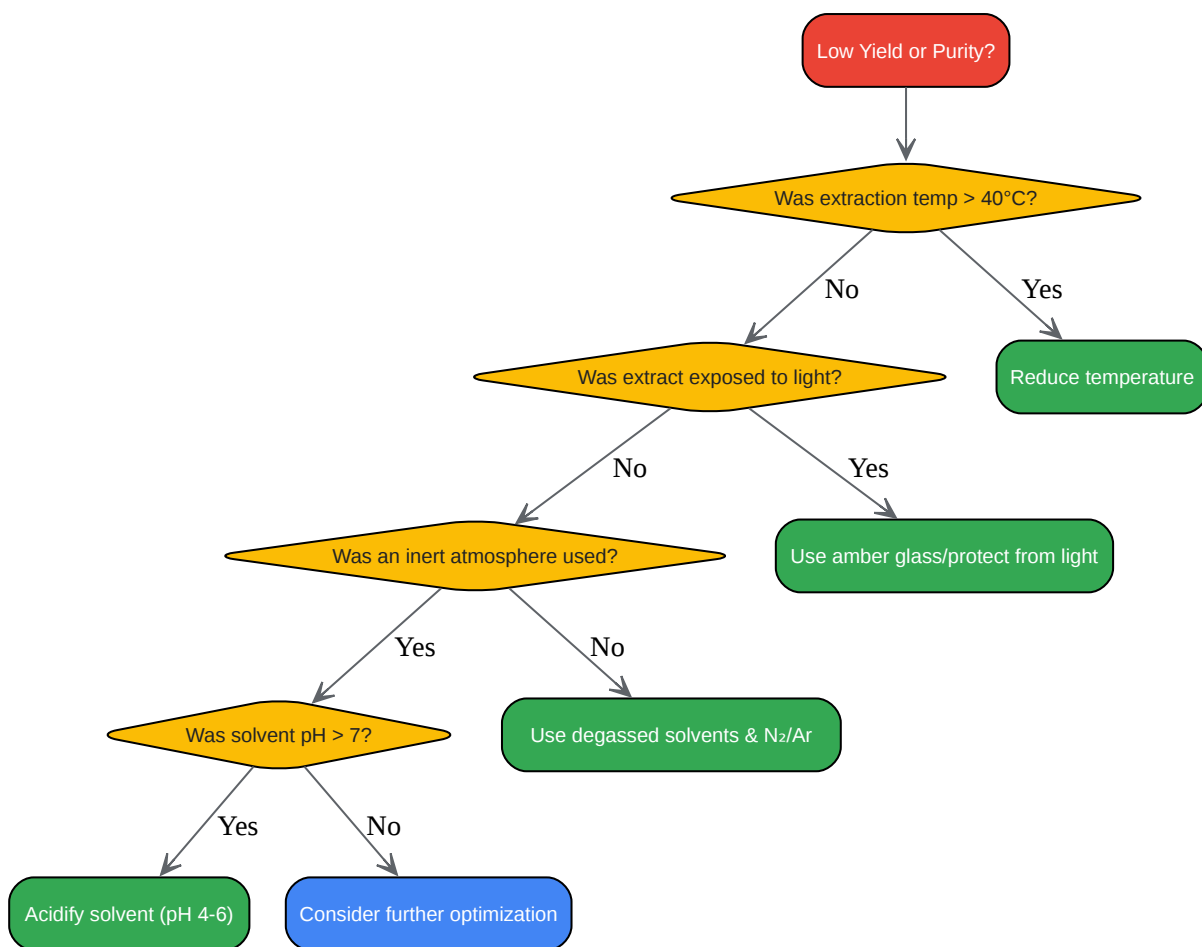 Low Yield or Purity?
Was extraction temp > 40°C?
No
Yes
Was extract exposed to light?
Reduce temperature
No
Yes
Was an inert atmosphere used?
Use amber glass/protect from light
Yes
No
Was solvent pH > 7?
Use degassed solvents & N₂/Ar
Yes
No
Acidify solvent (pH 4-6)
Consider further optimization